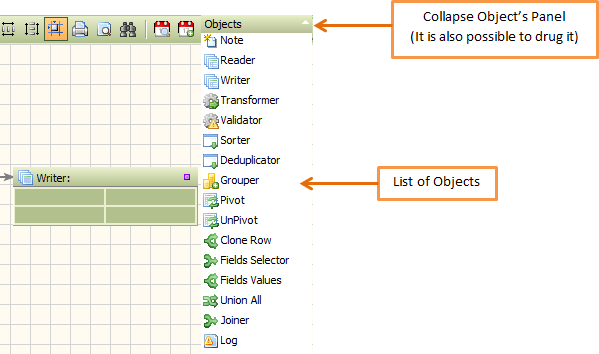 Objects
Collapse Object's Panel
(It is also possible to drug it)
Note
Reader
Writer
Transformer
Validator
Sorter
Deduplicator
Writer:
Grouper
List of Objects
Pivot
UnPivot
Clone Row
Fields Selector
Fields Values
Union All
Joiner
Log